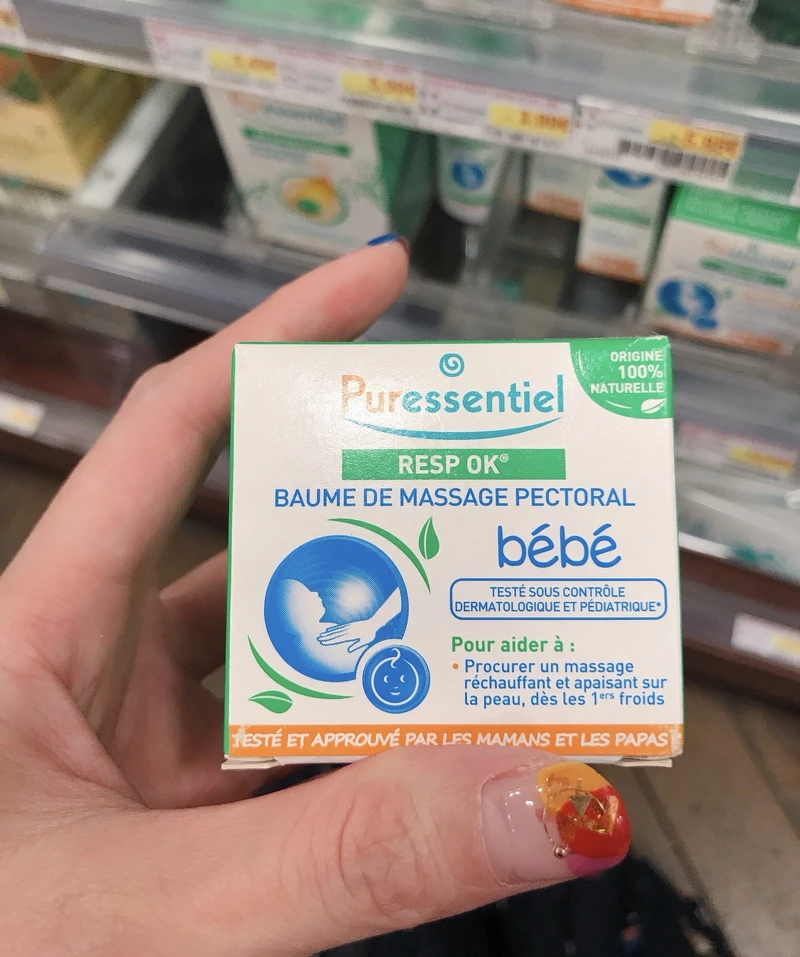 Puressentiel
RESP OK®
BAUME DE MASSAGE PECTORAL
bébé
ORIGINE
100%
NATURELLE
TESTÉ SOUS CONTRÔLE
DERMATOLOGIQUE ET PÉDIATRIQUE*
Pour aider à :
• Procurer un massage
réchauffant et apaisant sur
la peau, dès les 1ers froids
TESTÉ ET APPROUVÉ PAR LES MAMANS ET LES PAPAS